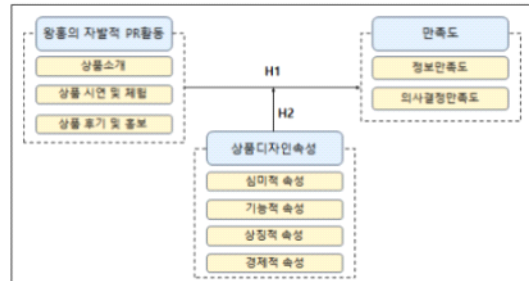 왕홍의 자발적 PR활동
상품소개
상품 시연 및 체험
상품 후기 및 홍보
H1
만족도
정보만족도
의사결정만족도
H2
상품디자인속성
심미적 속성
기능적 속성
상징적 속성
경제적 속성